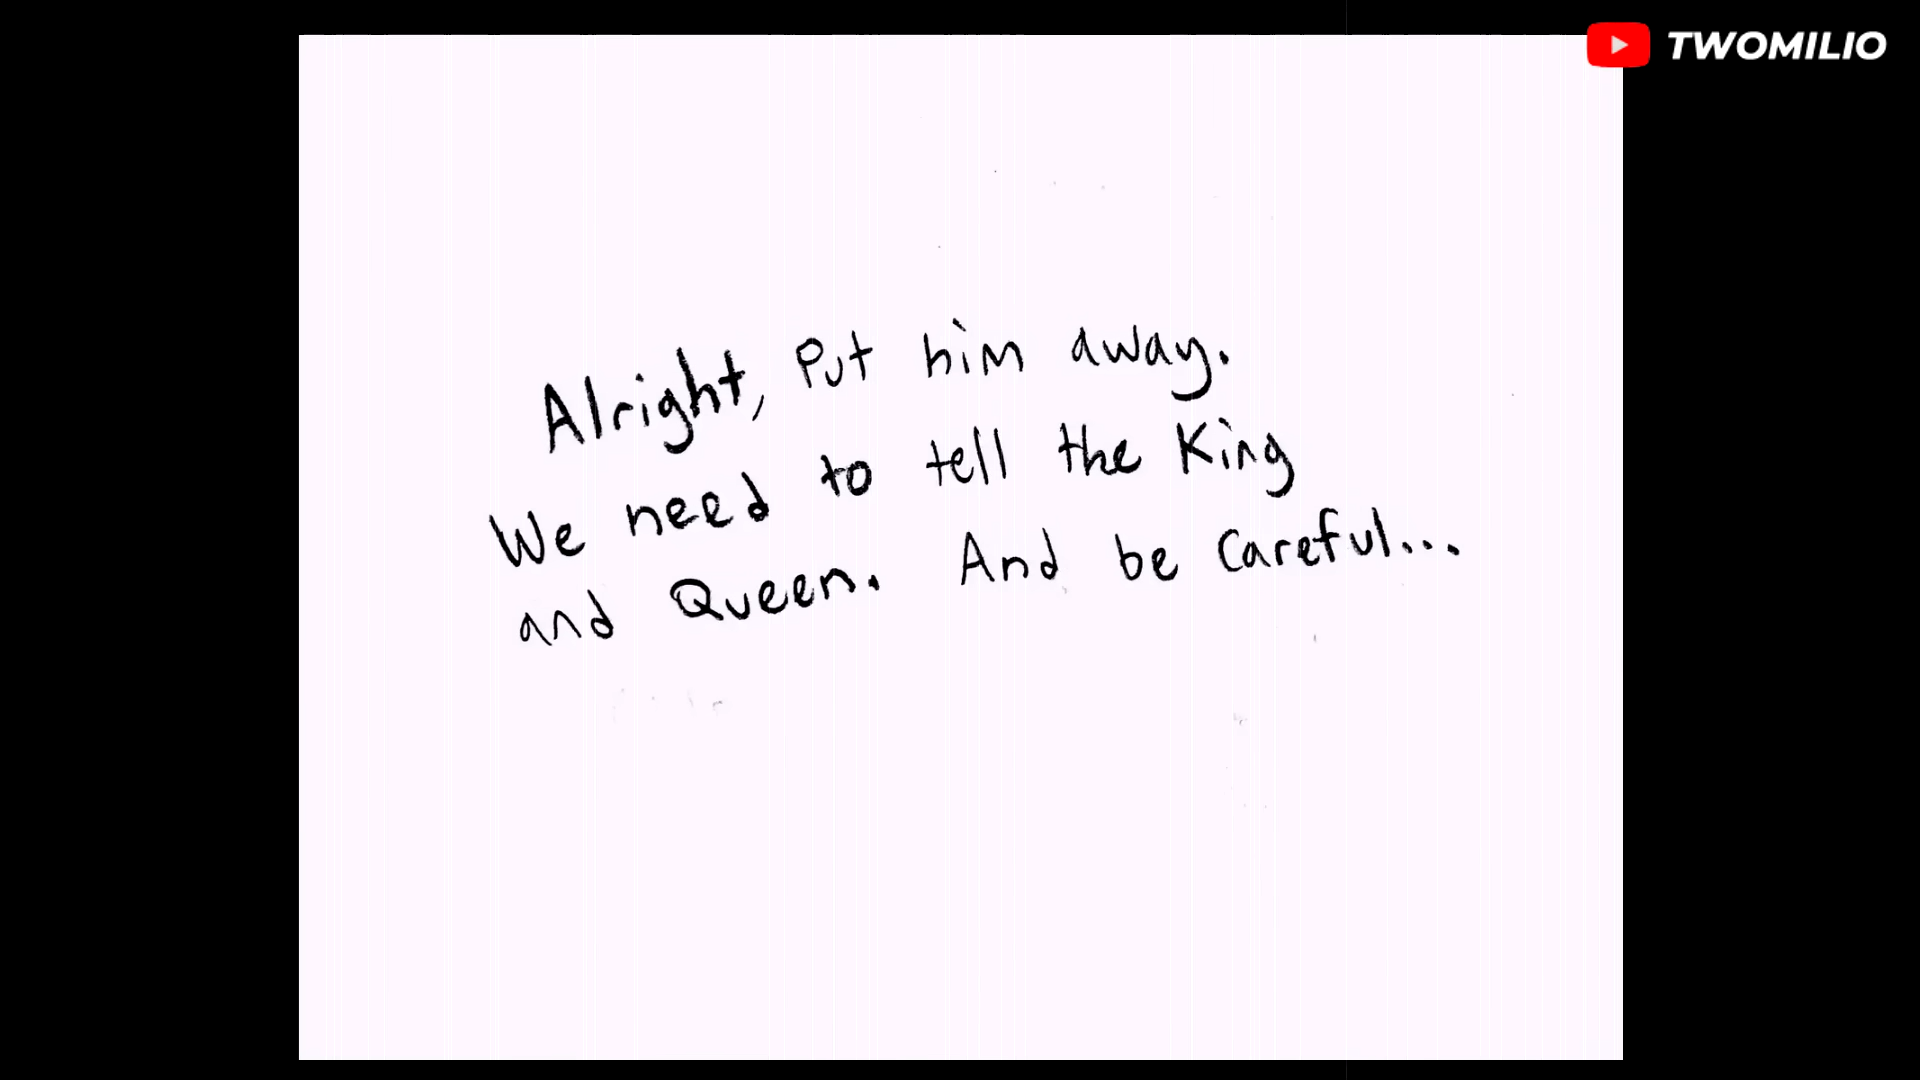 TWOMILIO
Alright, Put him away.
We need to tell the King
and Queen. And be Careful...